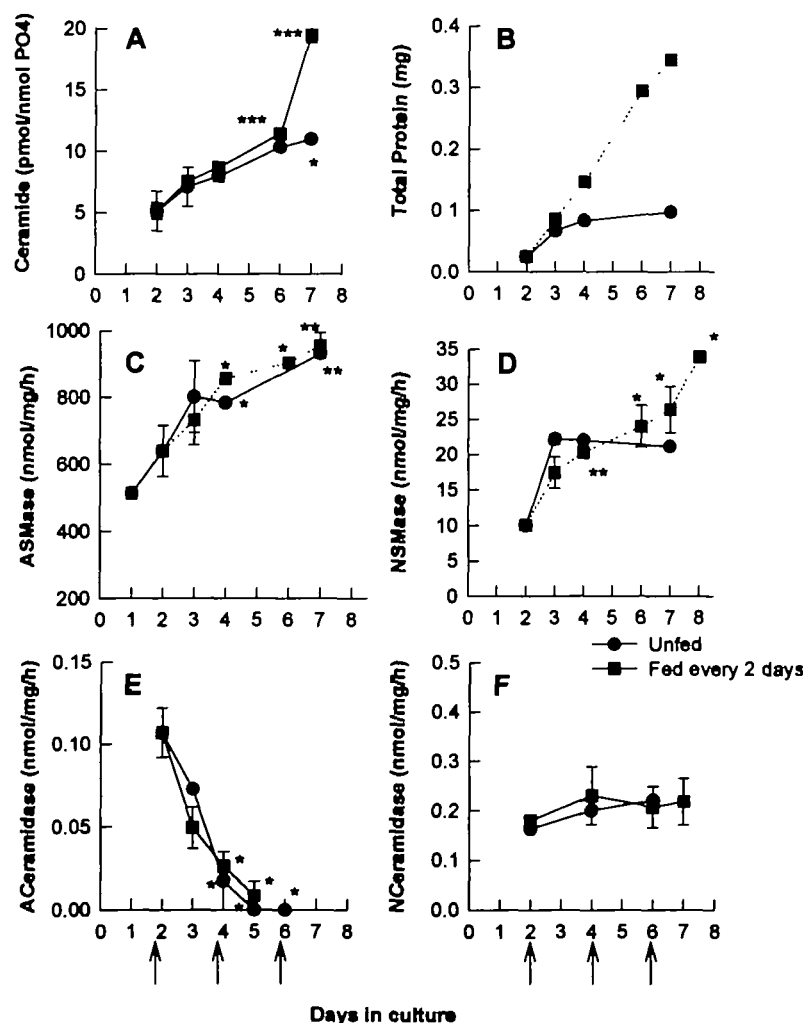 A
Ceramide (pmol/nmol PO4)
20
15
10
5
0
***
***
*
0 1 2 3 4 5 6 7 8
B
Total Protein (mg)
0.4
0.3
0.2
0.1
0.0
0 1 2 3 4 5 6 7 8
C
ASMase (nmol/mg/h)
1000
800
600
400
200
*
*
*
**
**
0 1 2 3 4 5 6 7 8
D
NSMase (nmol/mg/h)
35
30
25
20
15
10
5
0
**
*
*
*
0 1 2 3 4 5 6 7 8
Unfed
Fed every 2 days
E
ACeramidase (nmol/mg/h)
0.15
0.10
0.05
0.00
*
*
*
*
*
0 1 2 3 4 5 6 7 8
F
NCeramidase (nmol/mg/h)
0.5
0.4
0.3
0.2
0.1
0.0
0 1 2 3 4 5 6 7 8
Days in culture